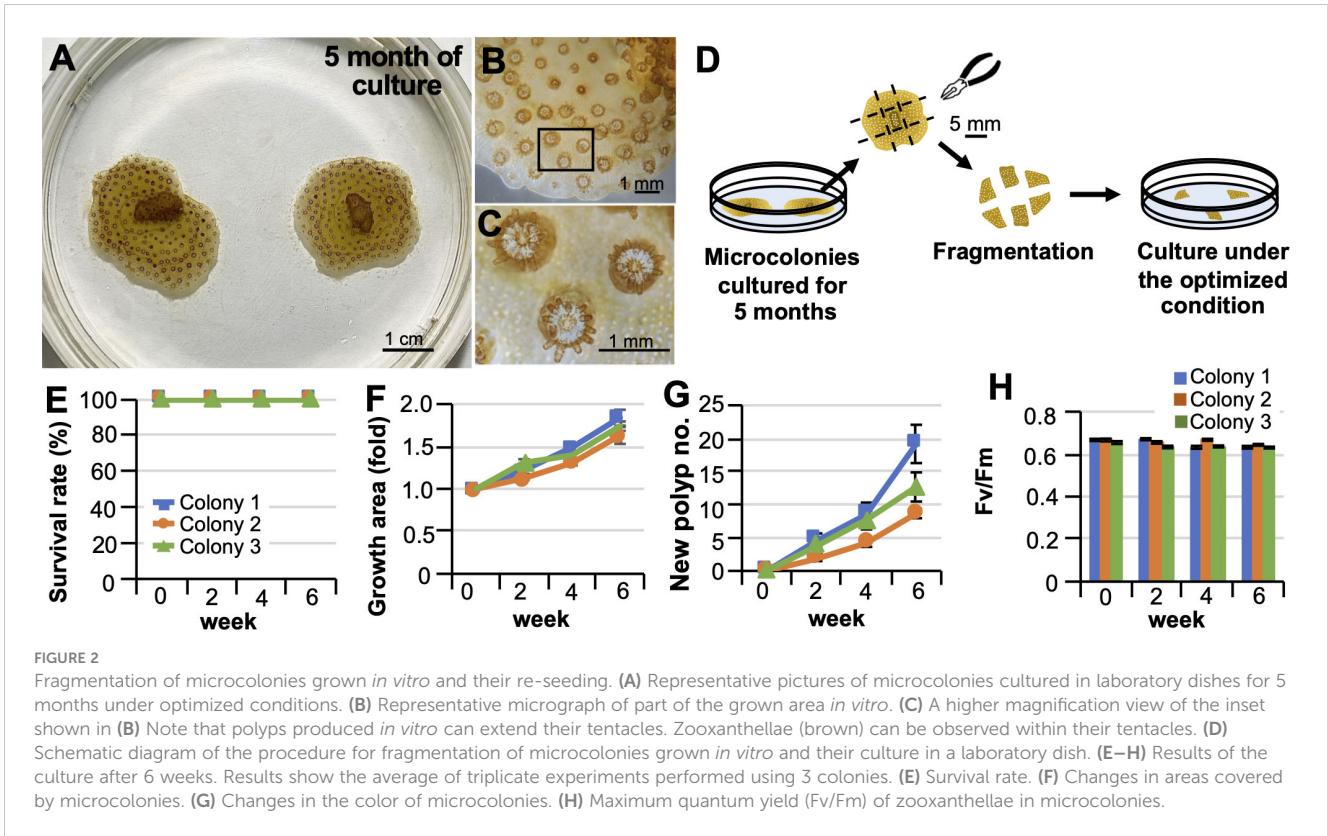 A
5 month of
culture
1 cm
B
1 mm
C
1 mm
D
5 mm
Microcolonies
cultured for
5 months
Fragmentation
Culture under
the optimized
condition
E
Survival rate (%)
100
80
60
40
20
0
Colony 1
Colony 2
Colony 3
0 2 4 6
week
F
Growth area (fold)
2.0
1.5
1.0
0.5
0
0 2 4 6
week
G
New polyp no.
25
20
15
10
5
0
0 2 4 6
week
H
Colony 1
Colony 2
Colony 3
Fv/Fm
0.8
0.6
0.4
0.2
0
0 2 4 6
week
FIGURE 2
Fragmentation of microcolonies grown in vitro and their re-seeding. (A) Representative pictures of microcolonies cultured in laboratory dishes for 5
months under optimized conditions. (B) Representative micrograph of part of the grown area in vitro. (C) A higher magnification view of the inset
shown in (B) Note that polyps produced in vitro can extend their tentacles. Zooxanthellae (brown) can be observed within their tentacles. (D)
Schematic diagram of the procedure for fragmentation of microcolonies grown in vitro and their culture in a laboratory dish. (E–H) Results of the
culture after 6 weeks. Results show the average of triplicate experiments performed using 3 colonies. (E) Survival rate. (F) Changes in areas covered
by microcolonies. (G) Changes in the color of microcolonies. (H) Maximum quantum yield (Fv/Fm) of zooxanthellae in microcolonies.